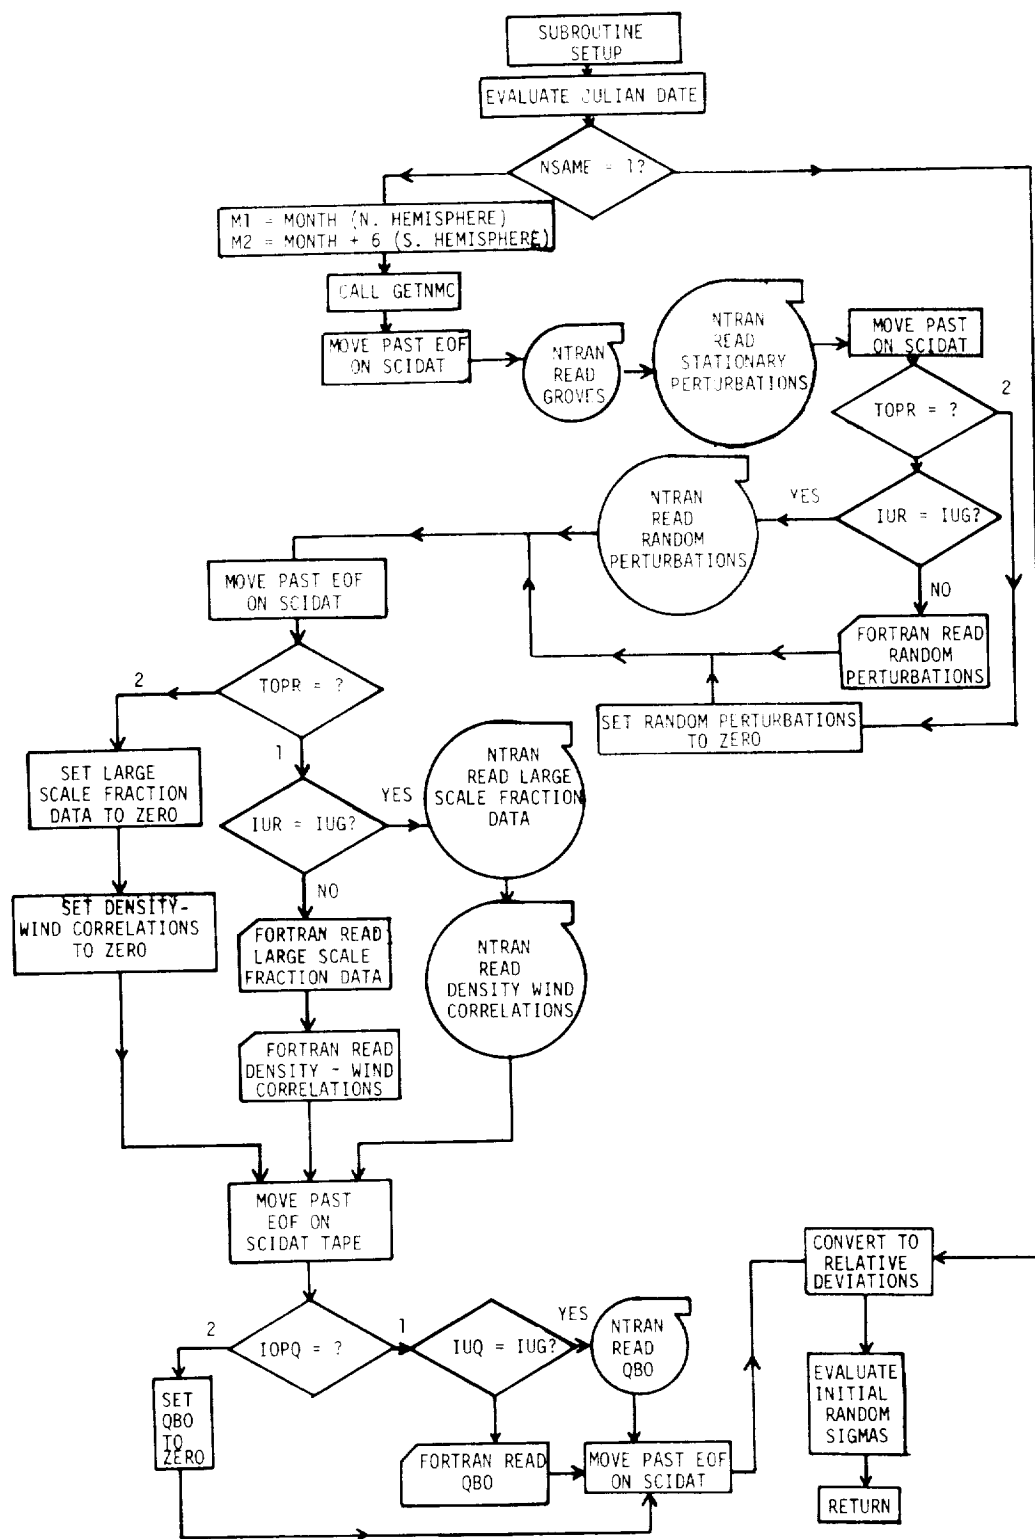 SUBROUTINE
SETUP
EVALUATE JULIAN DATE
NSAME = 1?
M1 = MONTH (N. HEMISPHERE)
M2 = MONTH + 6 (S. HEMISPHERE)
CALL GETNMC
MOVE PAST EOF
ON SCIDAT
NTRAN
READ
GROVES
NTRAN
READ
STATIONARY
PERTURBATIONS
MOVE PAST
ON SCIDAT
TOPR = ?
2
IUR = IUG?
YES
NTRAN
READ
RANDOM
PERTURBATIONS
NO
FORTRAN READ
RANDOM
PERTURBATIONS
SET RANDOM PERTURBATIONS
TO ZERO
MOVE PAST EOF
ON SCIDAT
TOPR = ?
2
1
SET LARGE
SCALE FRACTION
DATA TO ZERO
IUR = IUG?
YES
NTRAN
READ LARGE
SCALE FRACTION
DATA
NO
SET DENSITY-
WIND CORRELATIONS
TO ZERO
FORTRAN READ
LARGE SCALE
FRACTION DATA
NTRAN
READ
DENSITY WIND
CORRELATIONS
FORTRAN READ
DENSITY - WIND
CORRELATIONS
MOVE PAST
EOF ON
SCIDAT TAPE
IOPQ = ?
2
1
IUQ = IUG?
YES
NTRAN
READ
QBO
SET
QBO
TO
ZERO
FORTRAN READ
QBO
MOVE PAST EOF
ON SCIDAT
CONVERT TO
RELATIVE
DEVIATIONS
EVALUATE
INITIAL
RANDOM
SIGMAS
RETURN